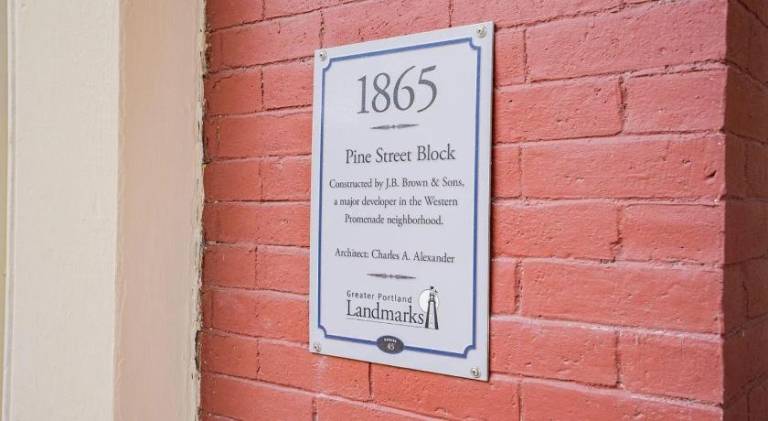 1865
Pine Street Block
Constructed by J.B. Brown & Sons,
a major developer in the Western
Promenade neighborhood.
Architect: Charles A. Alexander
Greater Portland
Landmarks
45